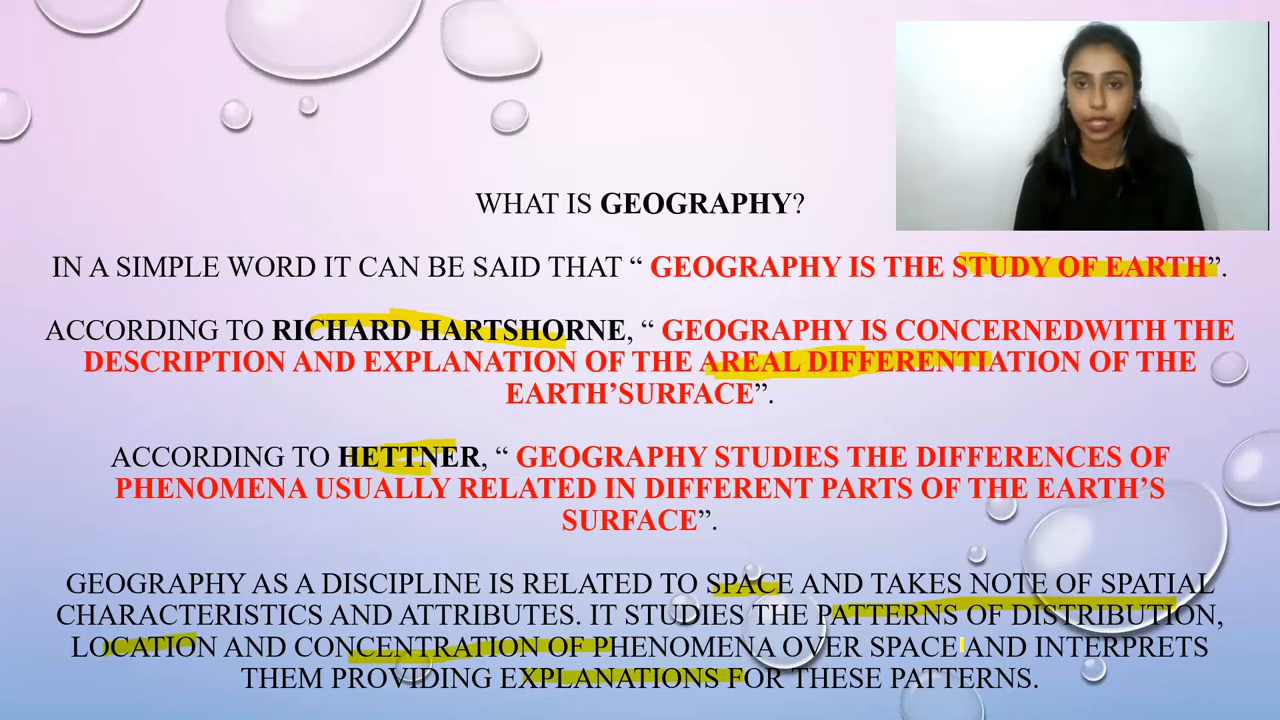 WHAT IS GEOGRAPHY?
IN A SIMPLE WORD IT CAN BE SAID THAT “ GEOGRAPHY IS THE STUDY OF EARTH”.
ACCORDING TO RICHARD HARTSHORNE, “ GEOGRAPHY IS CONCERNEDWITH THE
DESCRIPTION AND EXPLANATION OF THE AREAL DIFFERENTIATION OF THE
EARTH’SURFACE”.
ACCORDING TO HETTNER, “ GEOGRAPHY STUDIES THE DIFFERENCES OF
PHENOMENA USUALLY RELATED IN DIFFERENT PARTS OF THE EARTH’S
SURFACE”.
GEOGRAPHY AS A DISCIPLINE IS RELATED TO SPACE AND TAKES NOTE OF SPATIAL
CHARACTERISTICS AND ATTRIBUTES. IT STUDIES THE PATTERNS OF DISTRIBUTION,
LOCATION AND CONCENTRATION OF PHENOMENA OVER SPACE AND INTERPRETS
THEM PROVIDING EXPLANATIONS FOR THESE PATTERNS.